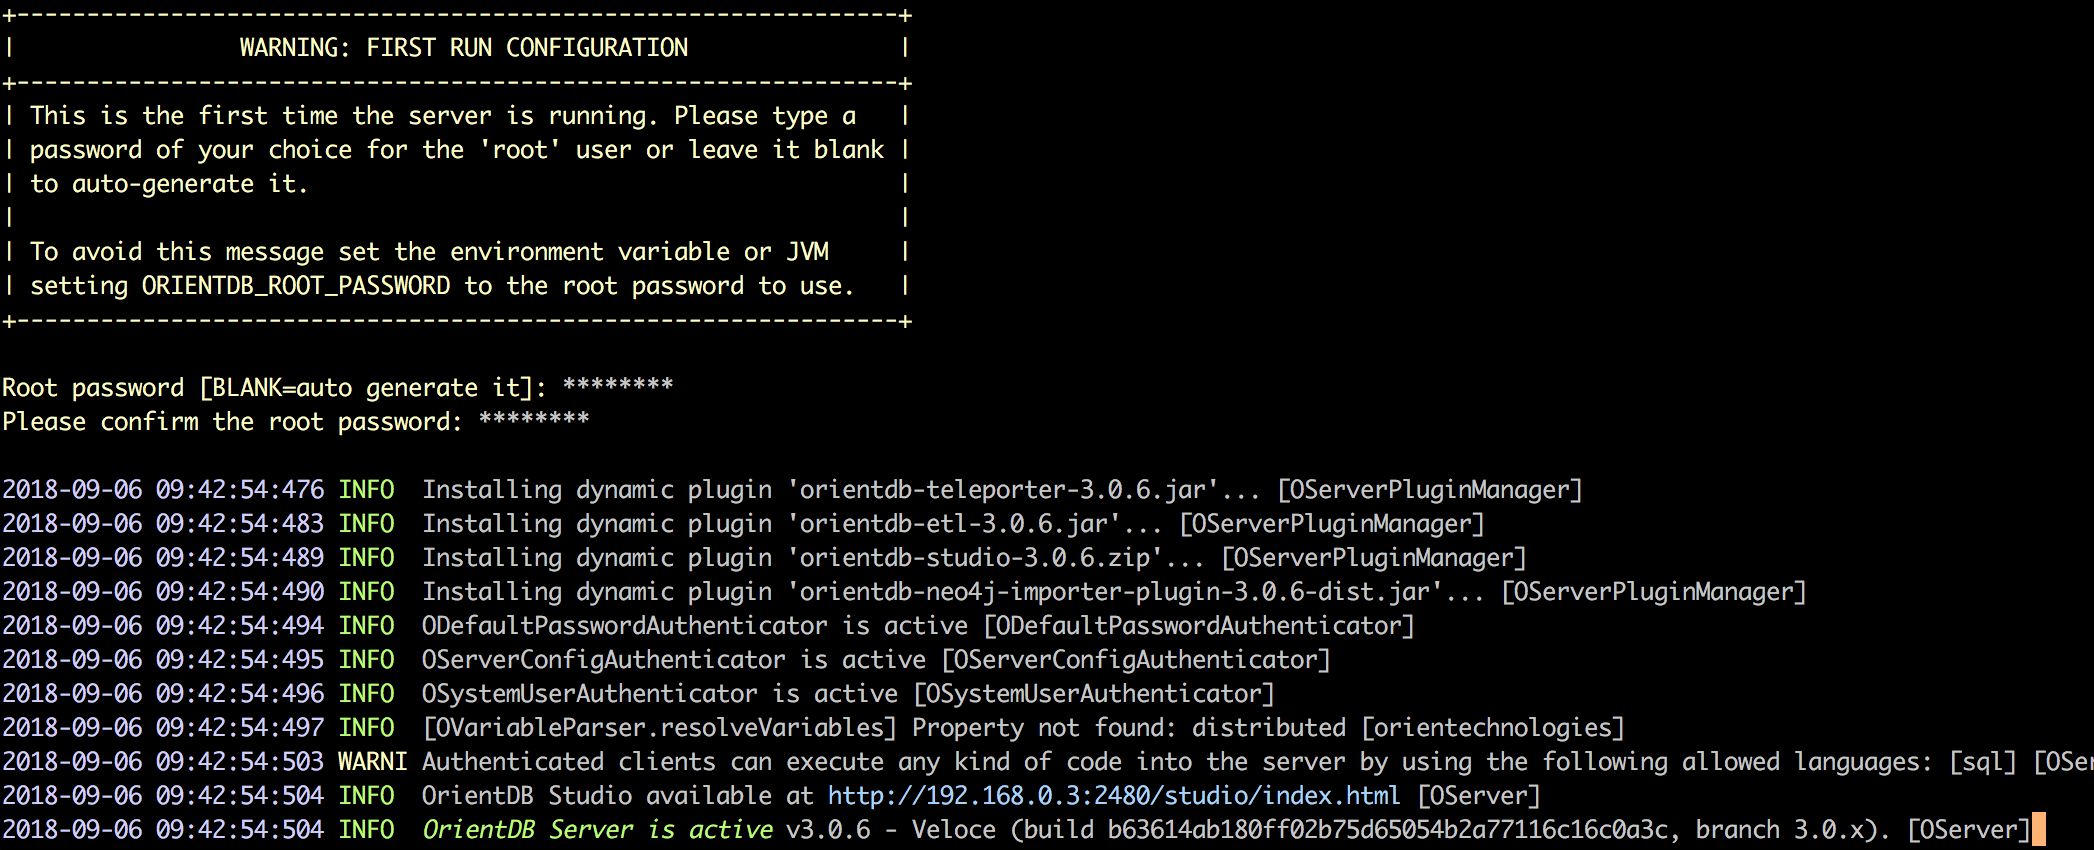 +---------------------------------------------------------------+
|                WARNING: FIRST RUN CONFIGURATION               |
+---------------------------------------------------------------+
| This is the first time the server is running. Please type a   |
| password of your choice for the 'root' user or leave it blank |
| to auto-generate it.                                          |
|                                                               |
| To avoid this message set the environment variable or JVM     |
| setting ORIENTDB_ROOT_PASSWORD to the root password to use.   |
+---------------------------------------------------------------+
Root password [BLANK=auto generate it]: ********
Please confirm the root password: ********
2018-09-06 09:42:54:476 INFO  Installing dynamic plugin 'orientdb-teleporter-3.0.6.jar'... [OServerPluginManager]
2018-09-06 09:42:54:483 INFO  Installing dynamic plugin 'orientdb-etl-3.0.6.jar'... [OServerPluginManager]
2018-09-06 09:42:54:489 INFO  Installing dynamic plugin 'orientdb-studio-3.0.6.zip'... [OServerPluginManager]
2018-09-06 09:42:54:490 INFO  Installing dynamic plugin 'orientdb-neo4j-importer-plugin-3.0.6-dist.jar'... [OServerPluginManager]
2018-09-06 09:42:54:494 INFO  ODefaultPasswordAuthenticator is active [ODefaultPasswordAuthenticator]
2018-09-06 09:42:54:495 INFO  OServerConfigAuthenticator is active [OServerConfigAuthenticator]
2018-09-06 09:42:54:496 INFO  OSystemUserAuthenticator is active [OSystemUserAuthenticator]
2018-09-06 09:42:54:497 INFO  [OVariableParser.resolveVariables] Property not found: distributed [orientechnologies]
2018-09-06 09:42:54:503 WARNI Authenticated clients can execute any kind of code into the server by using the following allowed languages: [sql] [OSer
2018-09-06 09:42:54:504 INFO  OrientDB Studio available at http://192.168.0.3:2480/studio/index.html [OServer]
2018-09-06 09:42:54:504 INFO  OrientDB Server is active v3.0.6 - Veloce (build b63614ab180ff02b75d65054b2a77116c16c0a3c, branch 3.0.x). [OServer]